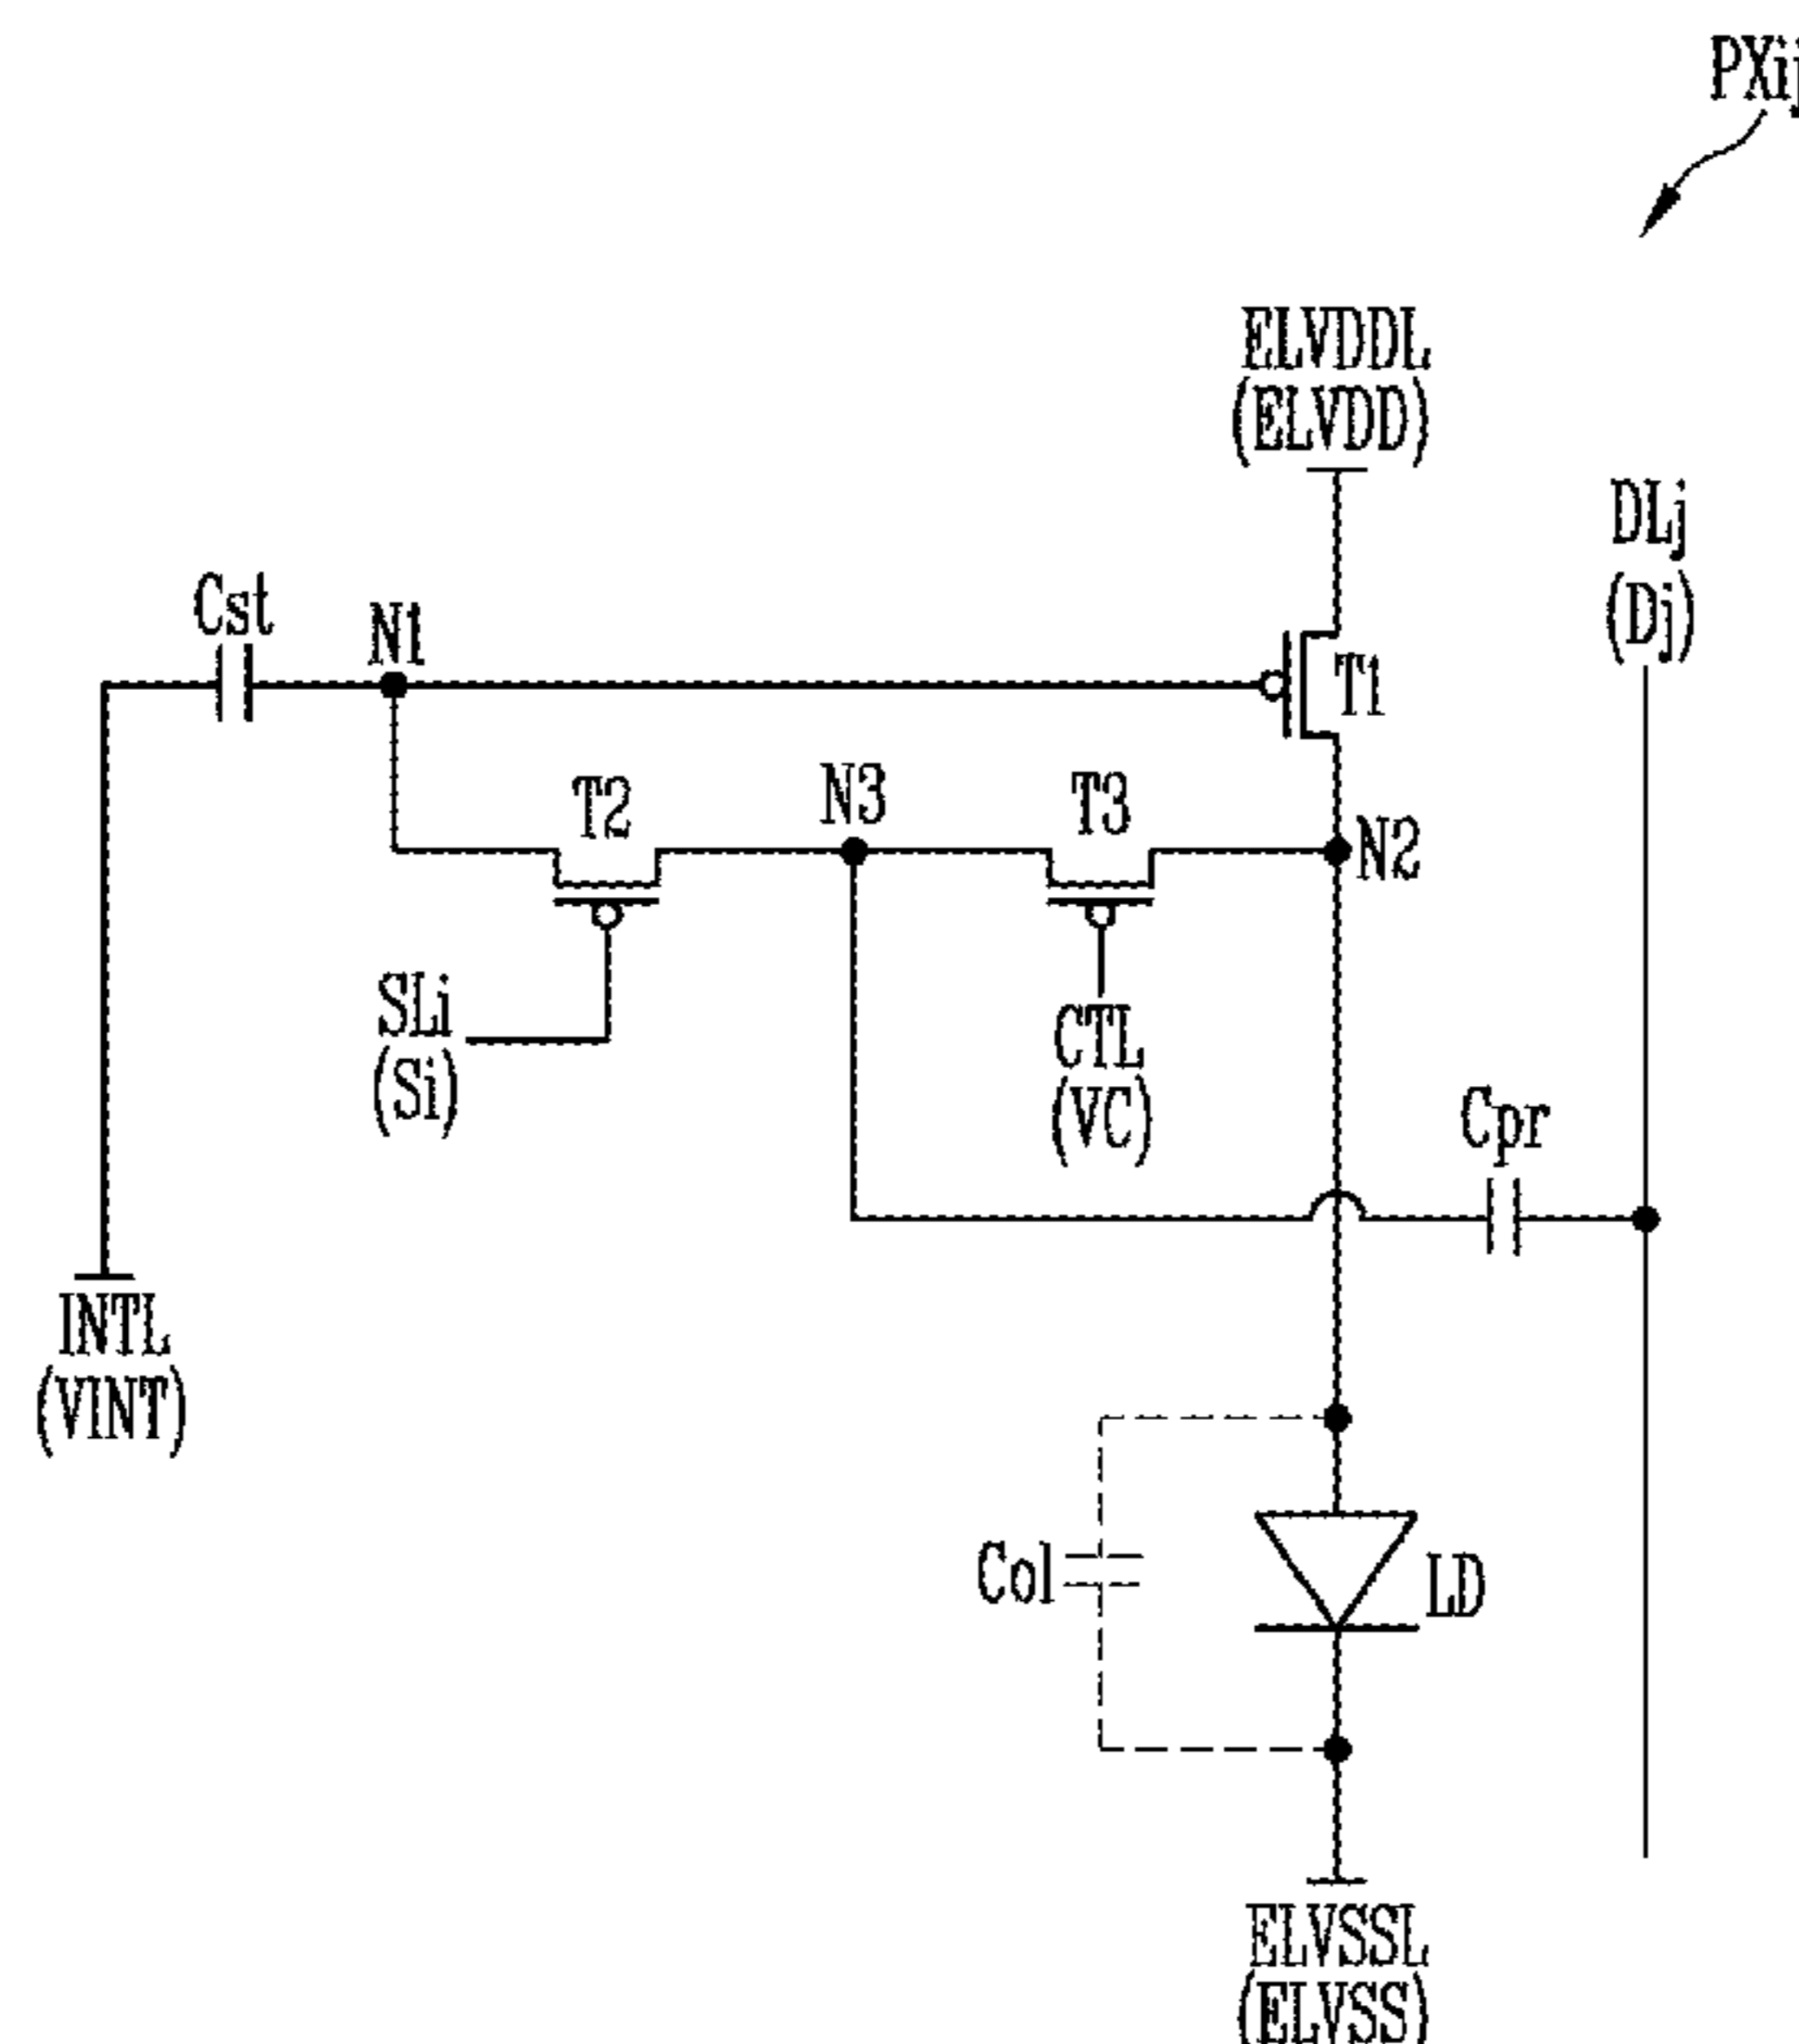 PXij
ELVDDL
(ELVDD)
DLj
(Dj)
Cst
N1
T1
T2
N3
T3
N2
SLi
(Si)
CTL
(VC)
Cpr
INTL
(VINT)
Col
LD
ELVSSL
(ELVSS)